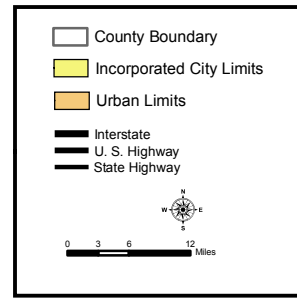 County Boundary
Incorporated City Limits
Urban Limits
Interstate
U. S. Highway
State Highway
N
W E
S
0 3 6 12
Miles